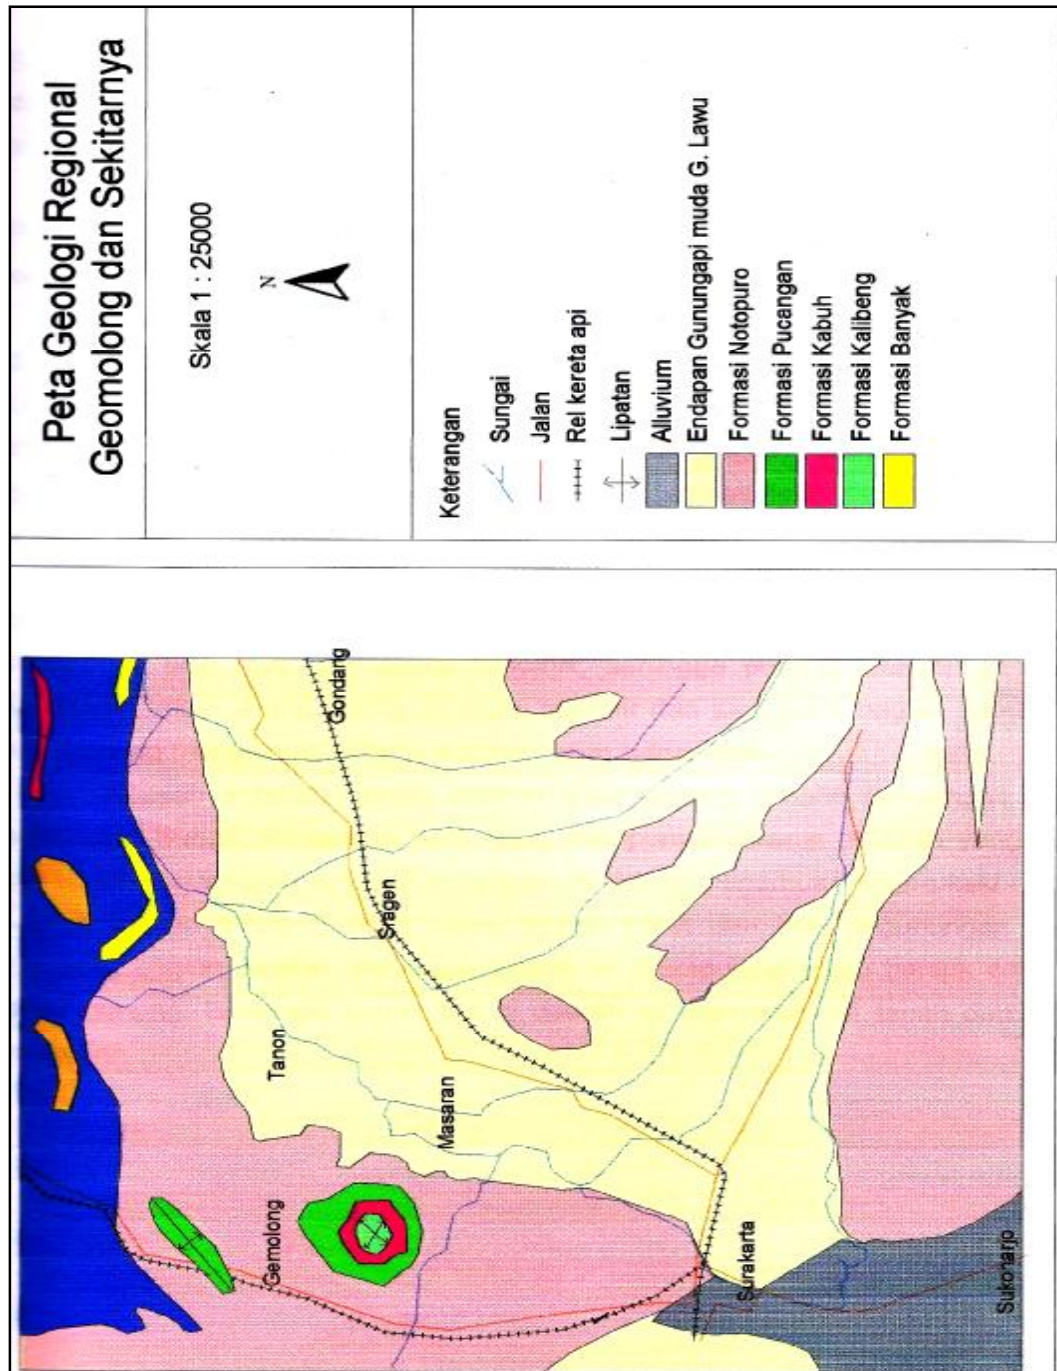 Peta Geologi Regional
Geomolong dan Sekitarnya
Skala 1 : 25000
N
Keterangan
Sungai
Jalan
Rel kereta api
Lipatan
Alluvium
Endapan Gunungapi muda G. Lawu
Formasi Notopuro
Formasi Pucangan
Formasi Kabuh
Formasi Kalibeng
Formasi Banyak
Gondang
Sragen
Tanon
Masaran
Gemolong
Surakarta
Sukoharjo